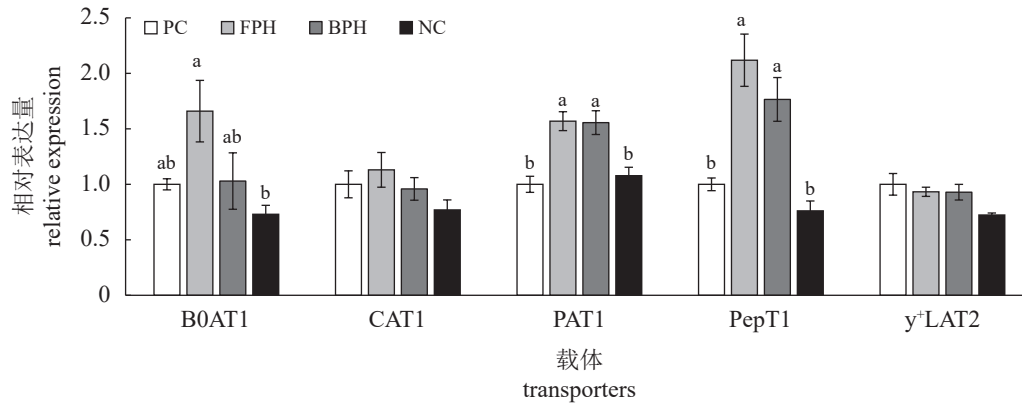 2.5
2.0
1.5
1.0
0.5
0
相对表达量
relative expression
PC FPH BPH NC
ab a ab b
b a a b
b a a b
B0AT1 CAT1 PAT1 PepT1 y⁺LAT2
载体
transporters